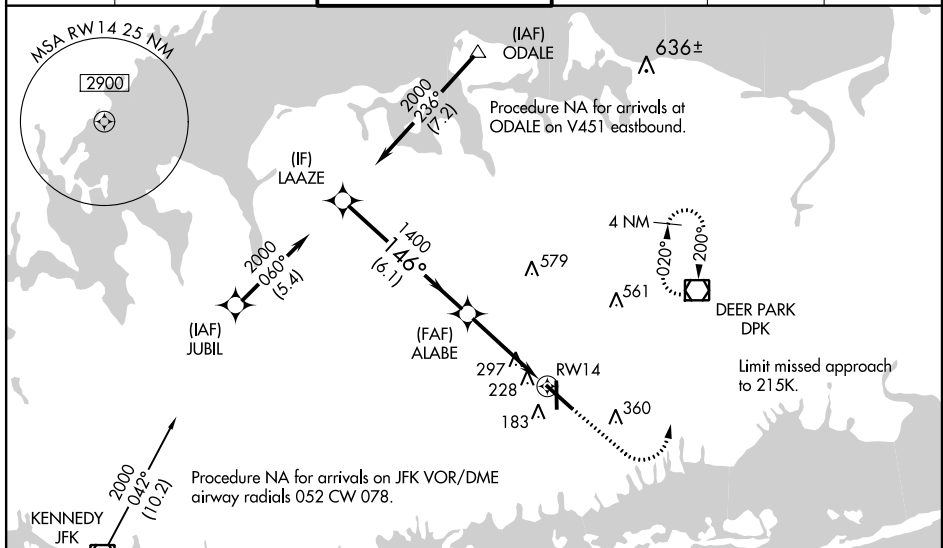 MSA RW14 25 NM
2900
(IAF)
ODALE
636±
2000
236°
(7.2)
Procedure NA for arrivals at
ODALE on V451 eastbound.
(IF)
LAAZE
1400
146°
(6.1)
4 NM
020°
200°
2000
060°
(5.4)
579
561
DEER PARK
DPK
(IAF)
JUBIL
(FAF)
ALABE
297
228
183
RW14
360
Limit missed approach
to 215K.
2000
042°
(10.2)
Procedure NA for arrivals on JFK VOR/DME
airway radials 052 CW 078.
KENNEDY
JFK